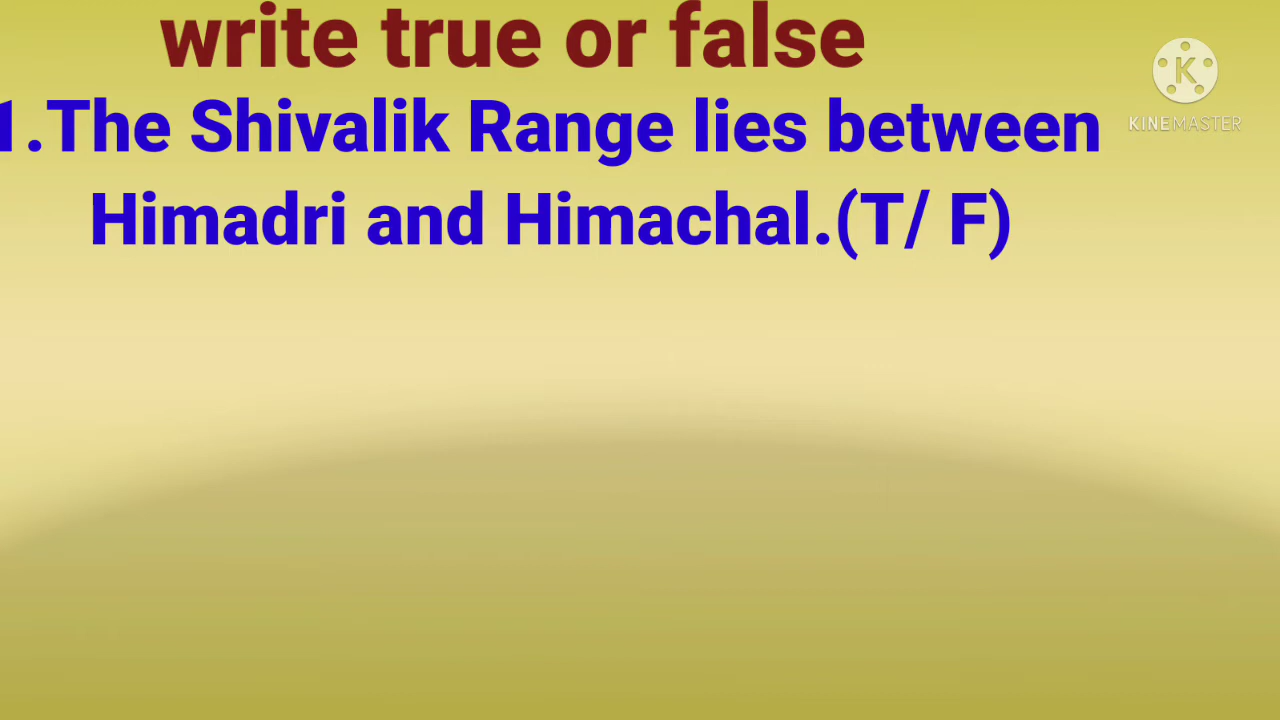 write true or false
1.The Shivalik Range lies between
Himadri and Himachal.(T/ F)
K
KINEMASTER